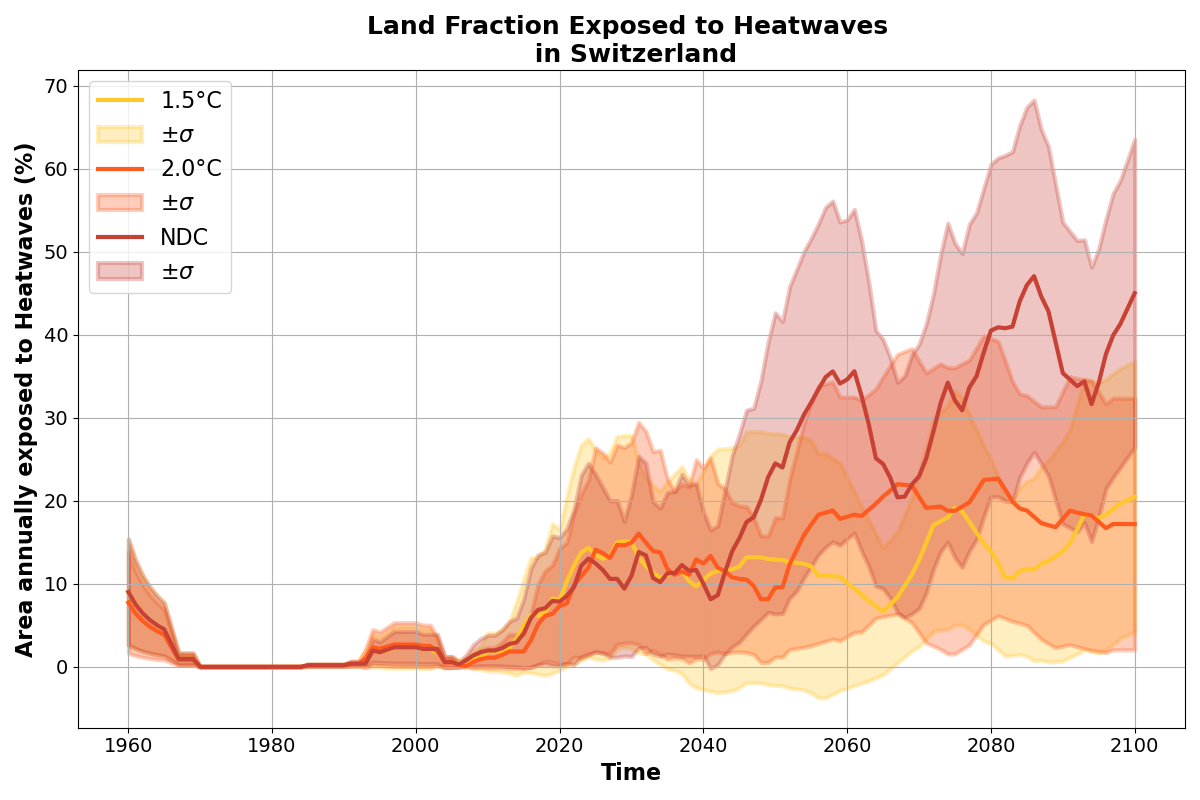 Land Fraction Exposed to Heatwaves
in Switzerland
Area annually exposed to Heatwaves (%)
70
60
50
40
30
20
10
0
1.5°C
±σ
2.0°C
±σ
NDC
±σ
1960 1980 2000 2020 2040 2060 2080 2100
Time